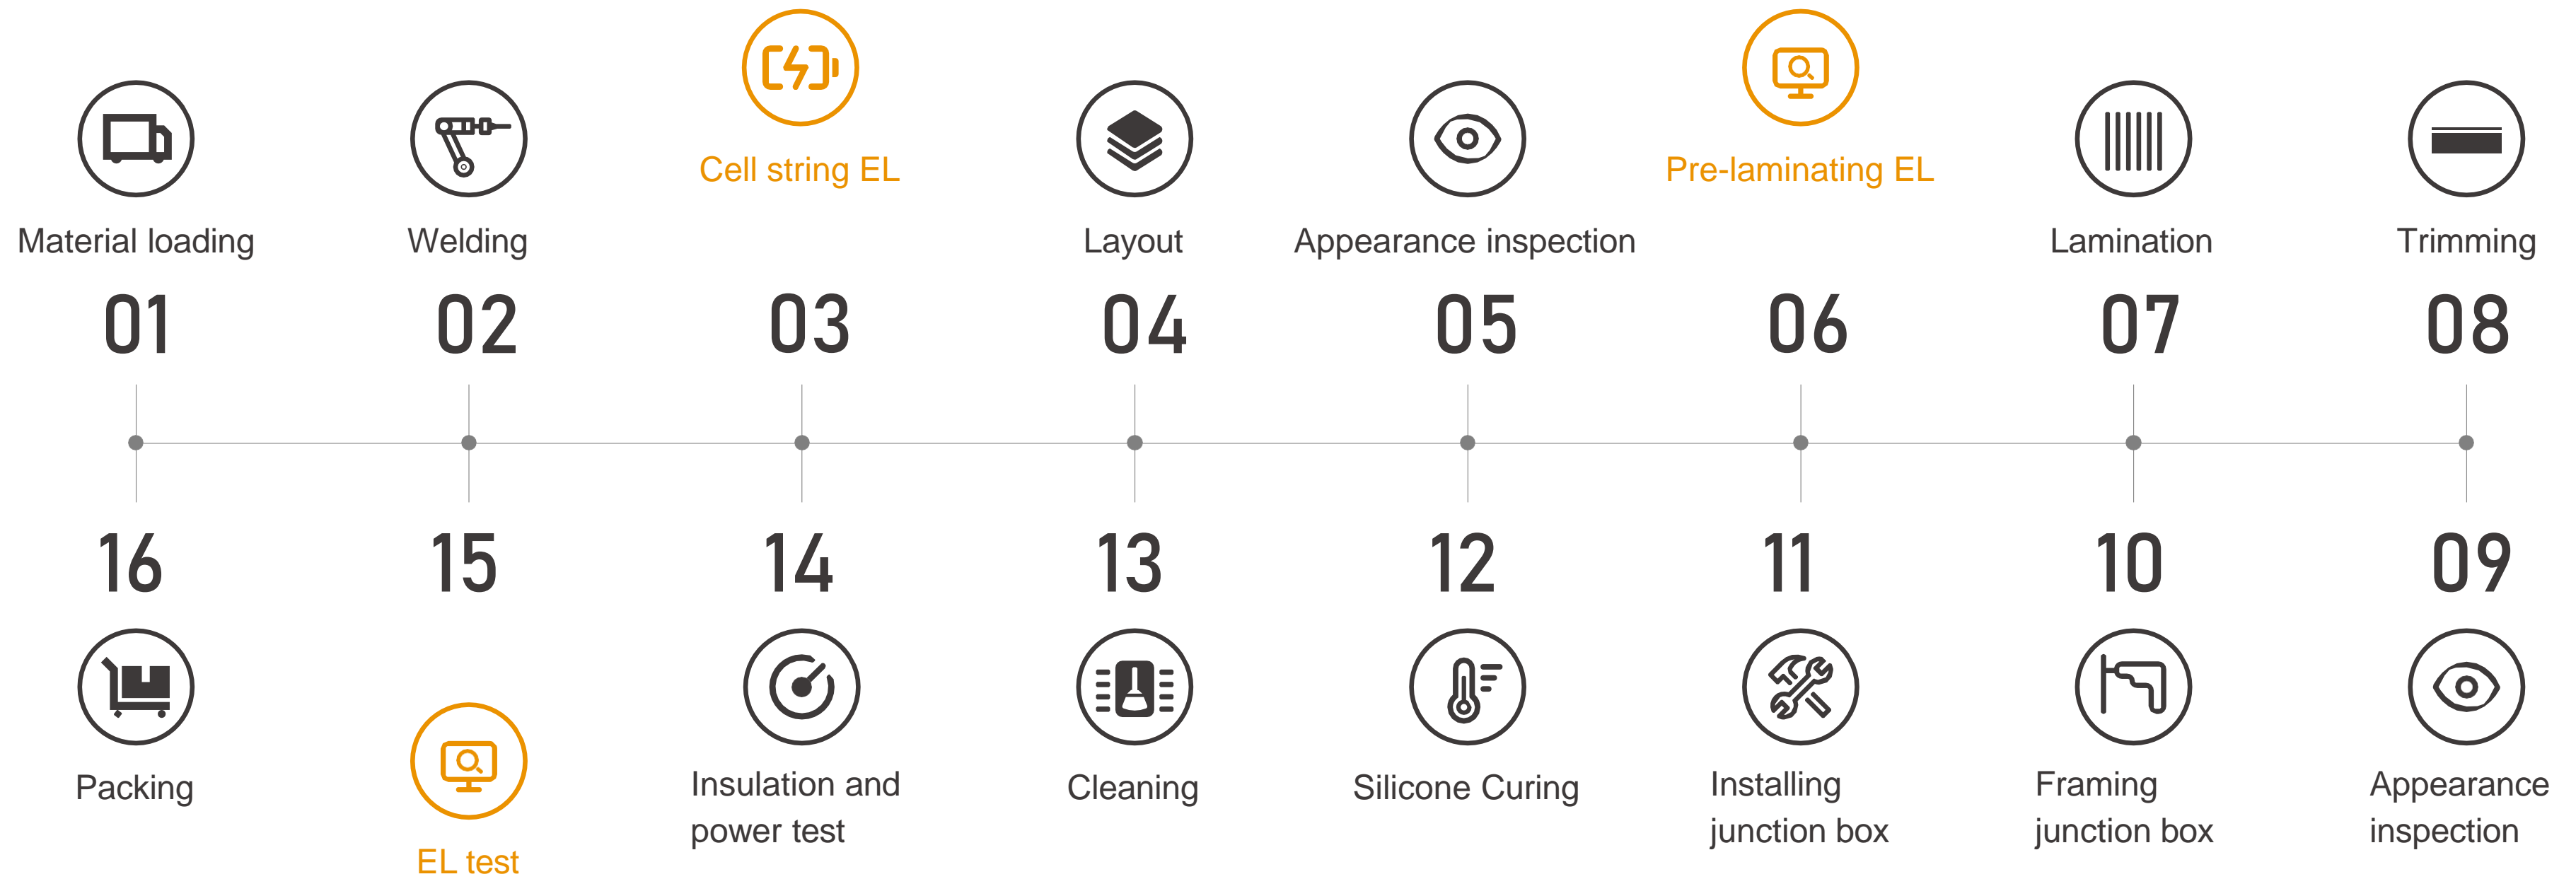 Cell string EL
Pre-laminating EL
Material loading
Welding
Layout
Appearance inspection
Lamination
Trimming
01
02
03
04
05
06
07
08
16
15
14
13
12
11
10
09
Packing
EL test
Insulation and
power test
Cleaning
Silicone Curing
Installing
junction box
Framing
junction box
Appearance
inspection